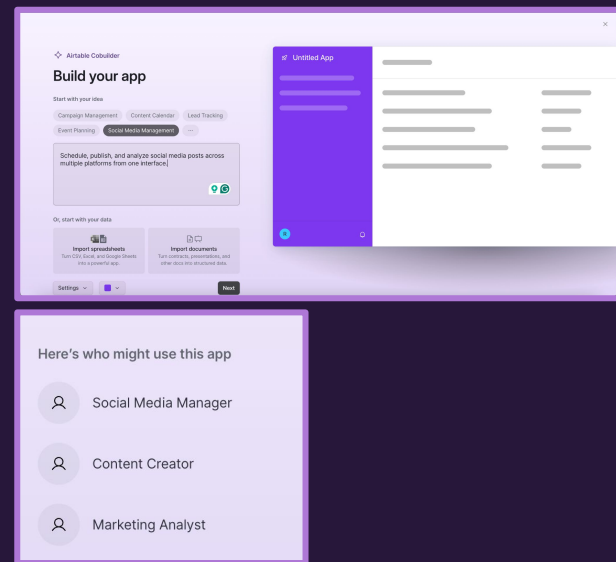 Airtable Cobuilder
Build your app
Start with your idea
Campaign Management Content Calendar Lead Tracking
Event Planning Social Media Management ...
Schedule, publish, and analyze social media posts across
multiple platforms from one interface.
Or, start with your data
Import spreadsheets
Turn CSV, Excel, and Google Sheets
into a powerful app.
Import documents
Turn contracts, presentations, and
other docs into structured data.
Settings
Next
Untitled App
Here's who might use this app
Social Media Manager
Content Creator
Marketing Analyst